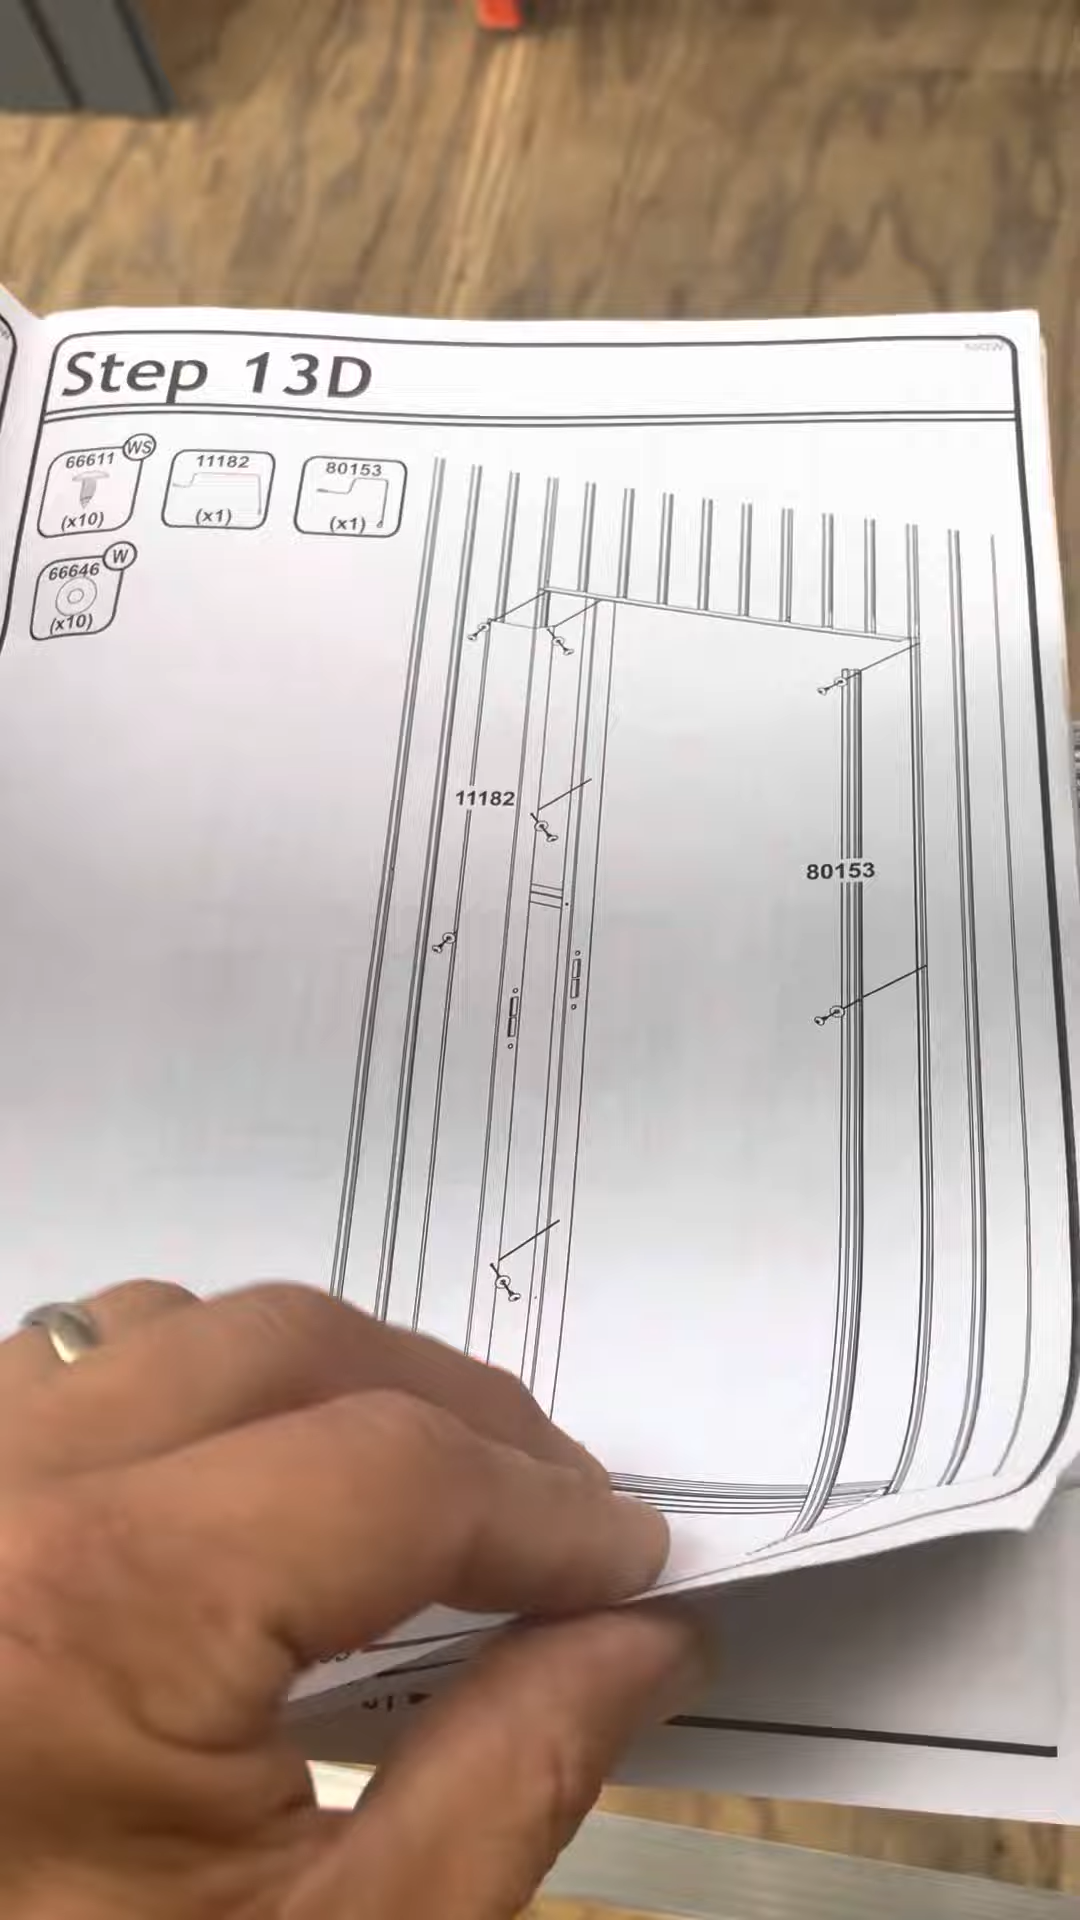 Step 13D
66611 WS
(x10)
11182
(x1)
80153
(x1)
66646 W
(x10)
11182
80153